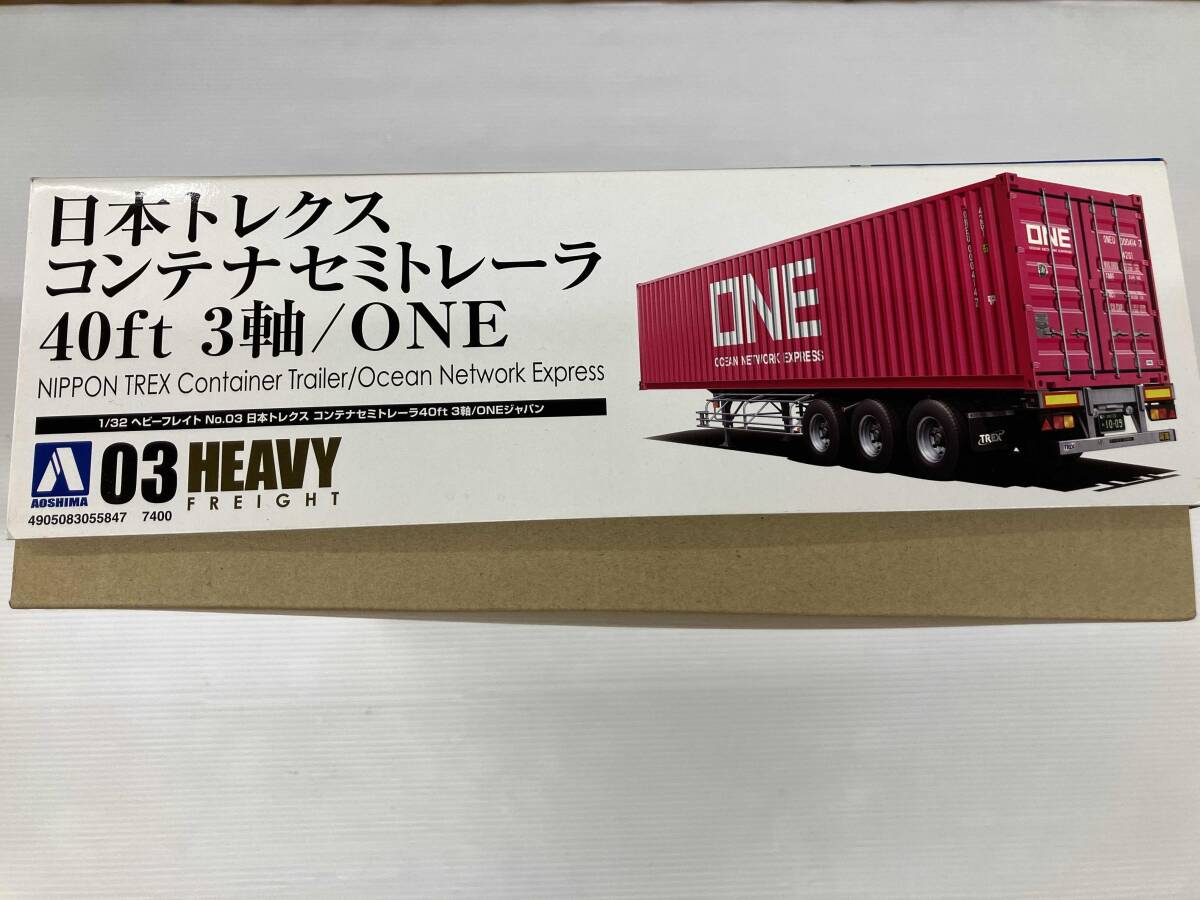 日本トレクス
コンテナセミトレーラ
40ft 3軸/ONE
NIPPON TREX Container Trailer/Ocean Network Express
1/32 ヘビーフレイト No.03 日本トレクス コンテナセミトレーラ40ft 3軸/ONEジャパン
AOSHIMA
03 HEAVY
FREIGHT
4905083055847 7400
ONE
OCEAN NETWORK EXPRESS
ONE
TREX
10-09
TREX